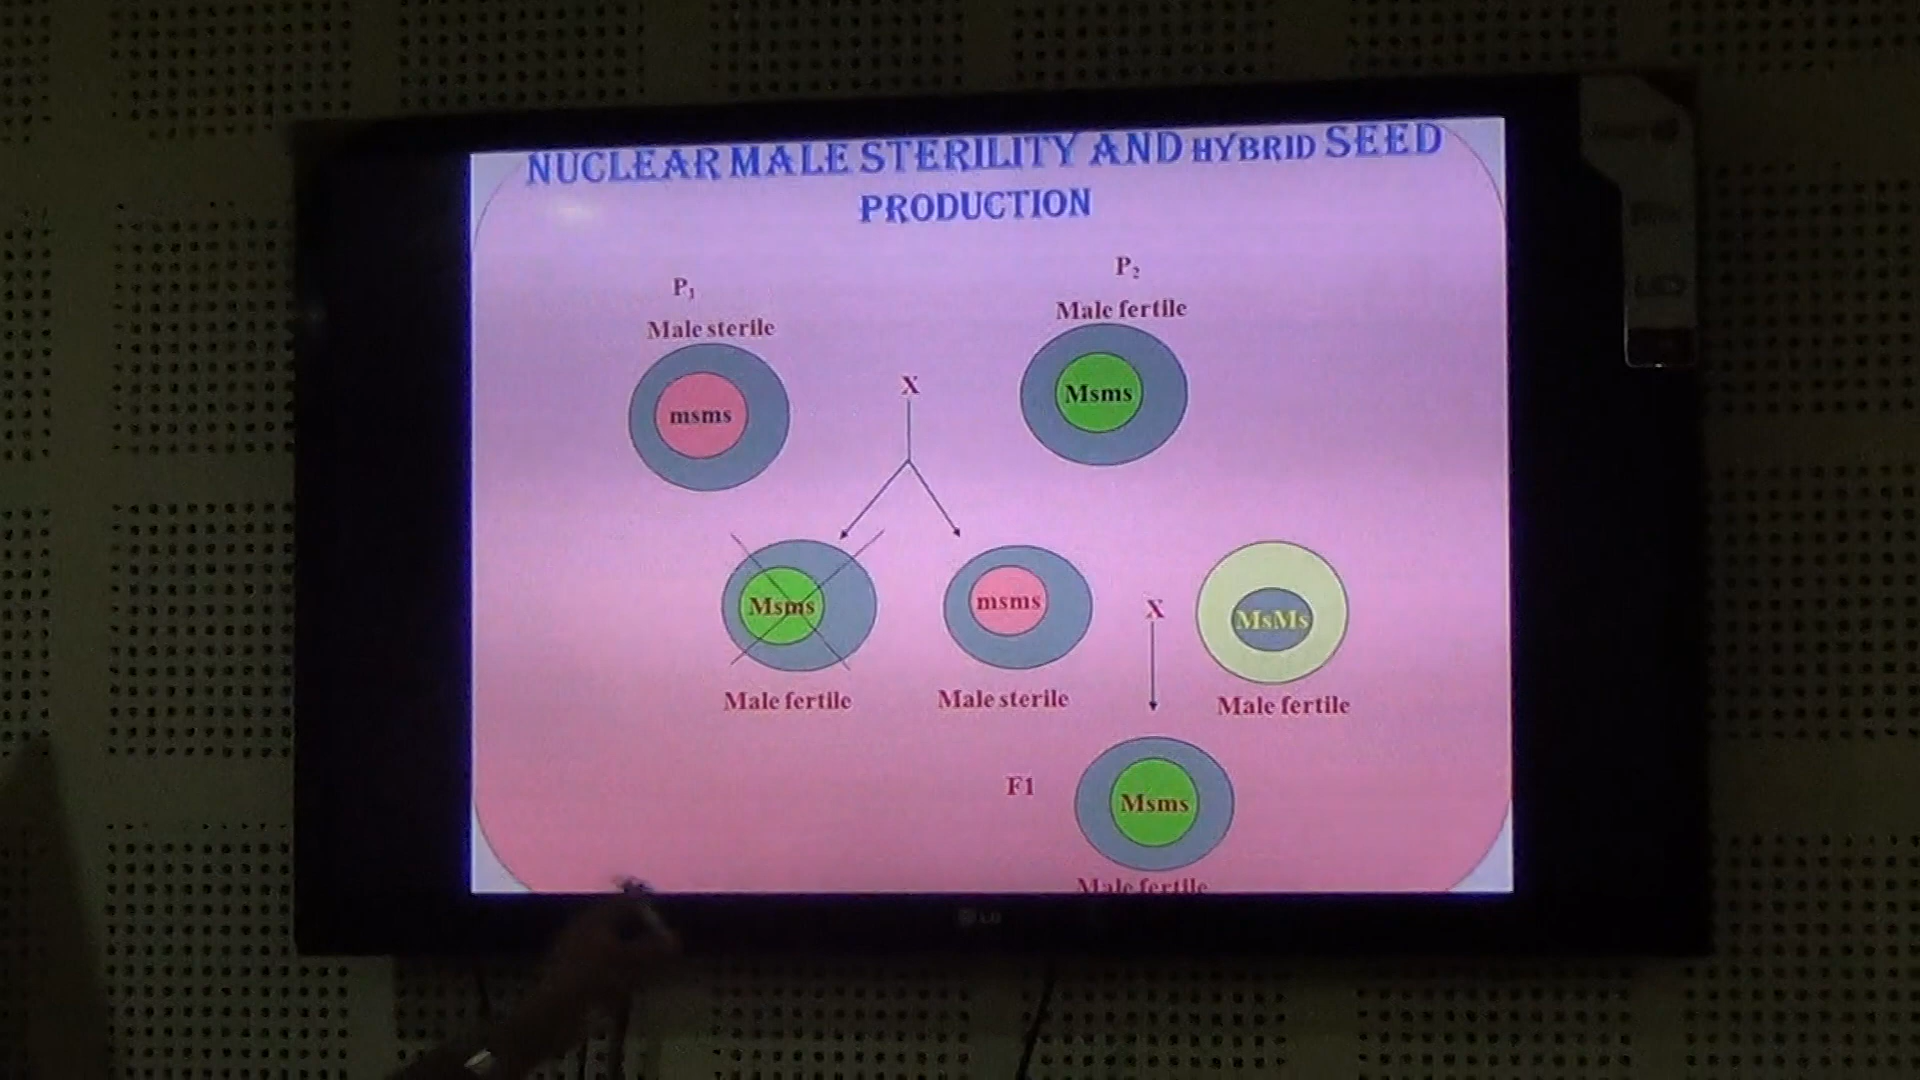 NUCLEAR MALE STERILITY AND HYBRID SEED
PRODUCTION
P1
Male sterile
P2
Male fertile
msms
X
Msms
Msms
msms
X
MsMs
Male fertile
Male sterile
Male fertile
F1
Msms
Male fertile
LG